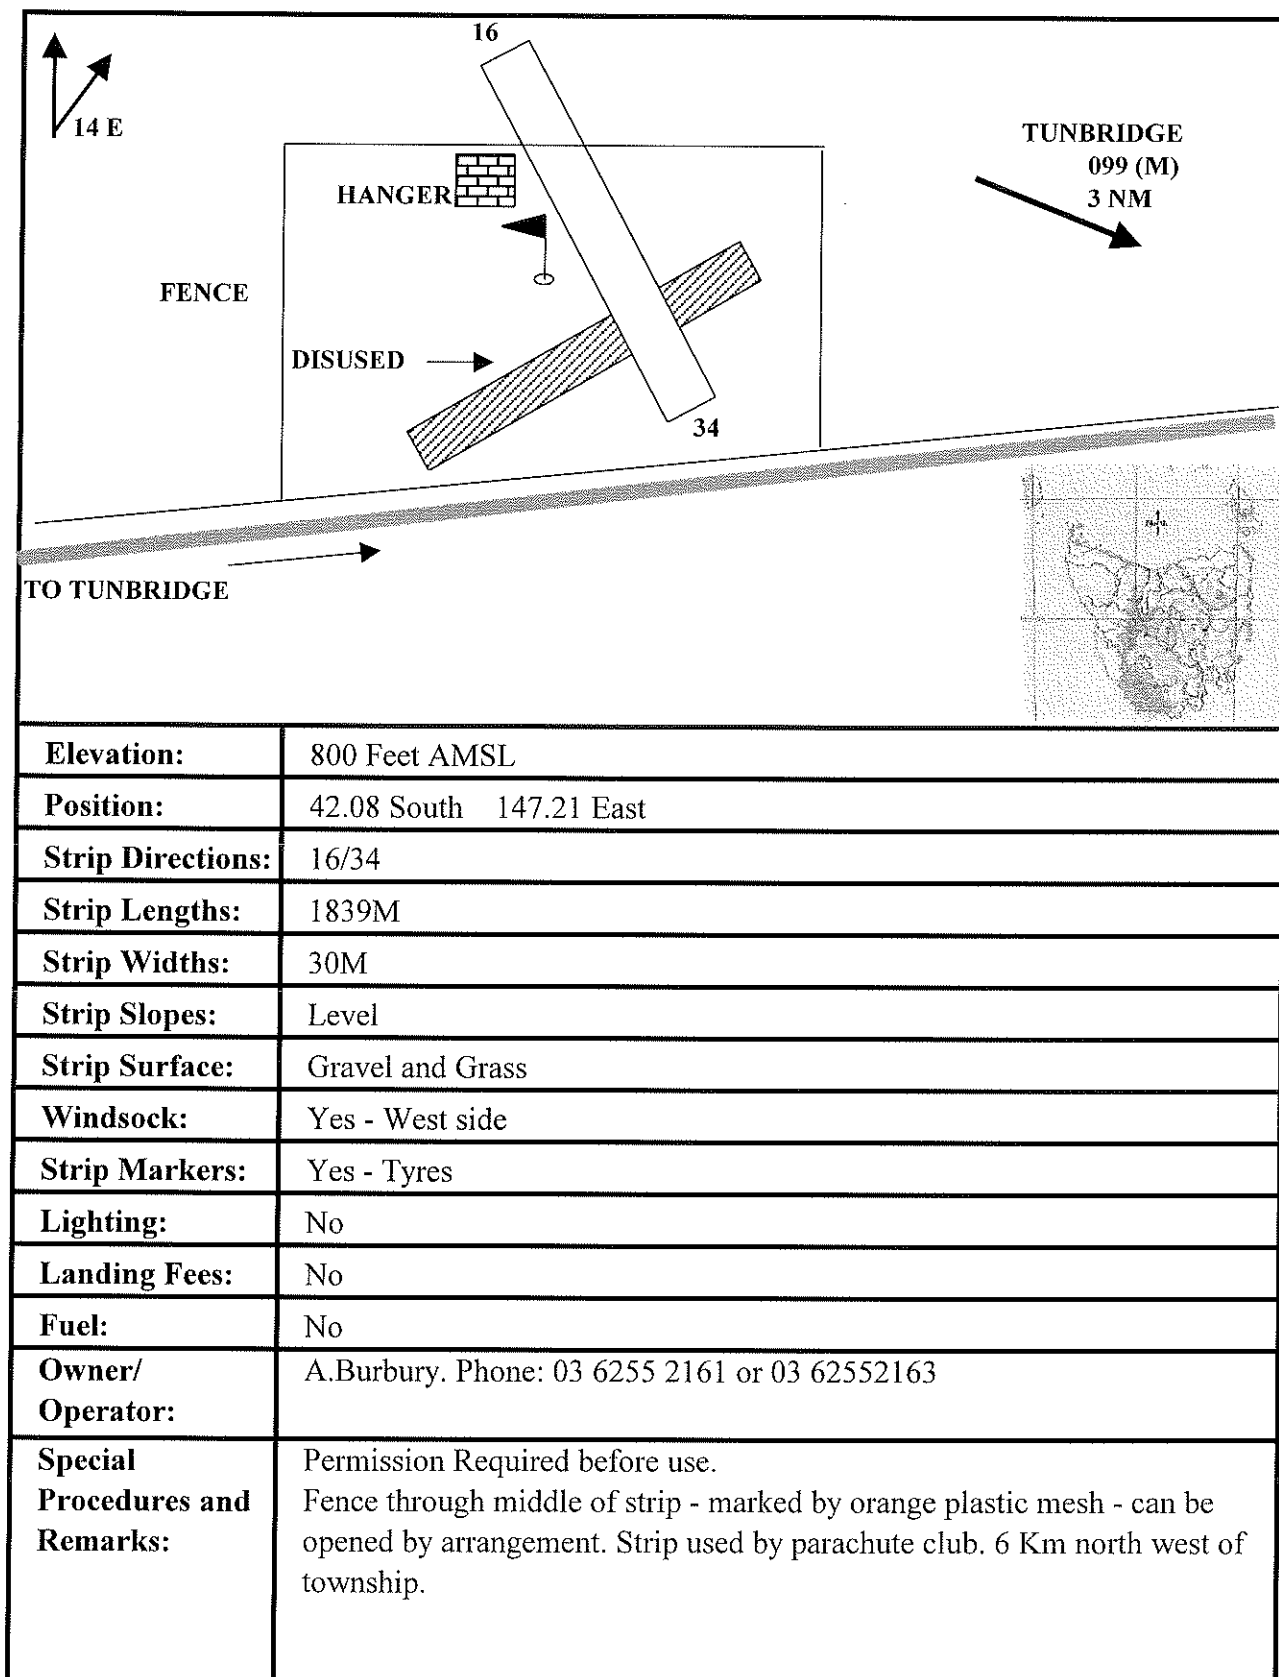 16
14 E
TUNBRIDGE
099 (M)
3 NM
HANGER
FENCE
DISUSED
34
TO TUNBRIDGE
Elevation: 800 Feet AMSL
Position: 42.08 South 147.21 East
Strip Directions: 16/34
Strip Lengths: 1839M
Strip Widths: 30M
Strip Slopes: Level
Strip Surface: Gravel and Grass
Windsock: Yes - West side
Strip Markers: Yes - Tyres
Lighting: No
Landing Fees: No
Fuel: No
Owner/ A.Burbury. Phone: 03 6255 2161 or 03 62552163
Operator:
Special Permission Required before use.
Procedures and Fence through middle of strip - marked by orange plastic mesh - can be
Remarks: opened by arrangement. Strip used by parachute club. 6 Km north west of
township.